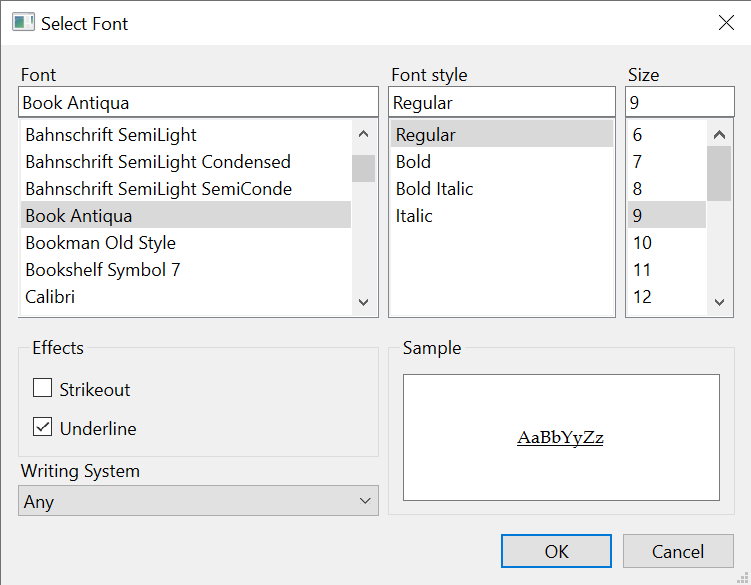 Select Font
Font
Font style
Size
Book Antiqua
Regular
9
Bahnschrift SemiLight
Bahnschrift SemiLight Condensed
Bahnschrift SemiLight SemiConde
Book Antiqua
Bookman Old Style
Bookshelf Symbol 7
Calibri
Regular
Bold
Bold Italic
Italic
6
7
8
9
10
11
12
Effects
Strikeout
Underline
Writing System
Any
Sample
AaBbYyZz
OK
Cancel